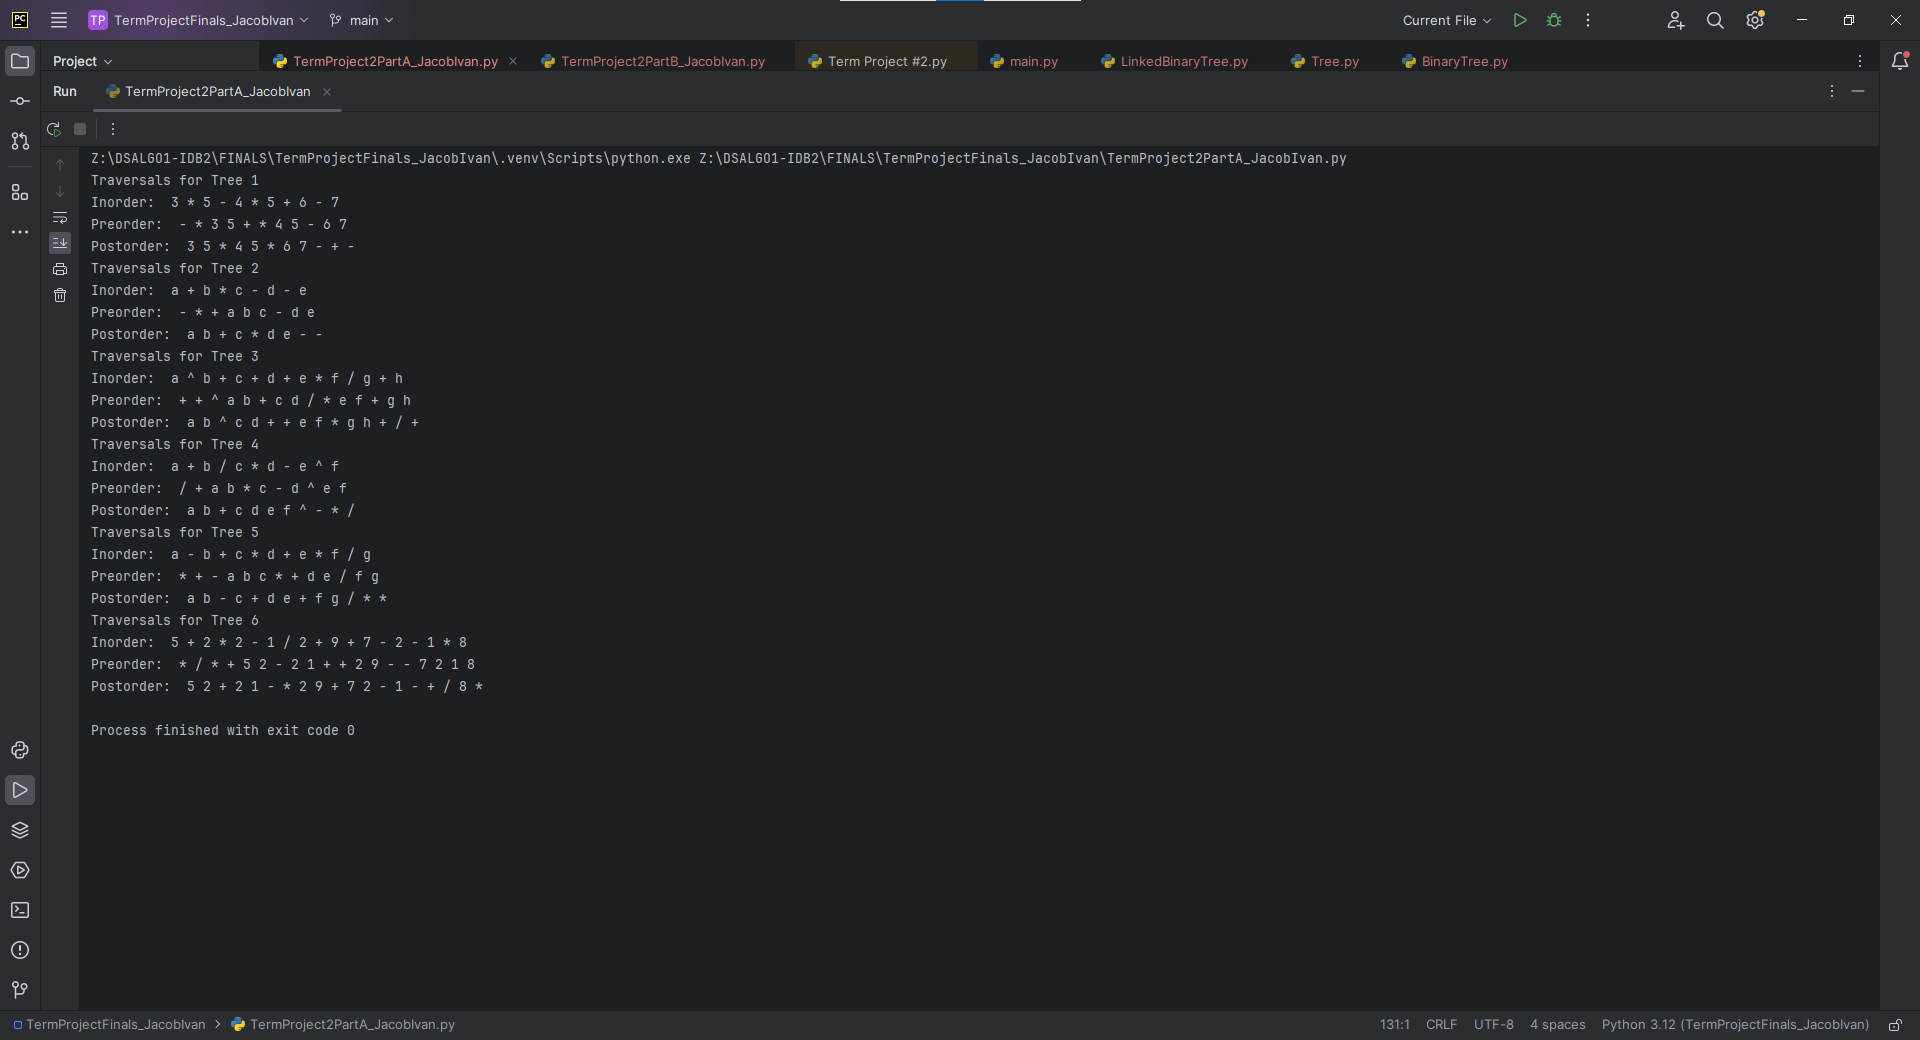 PC TP TermProjectFinals_JacobIvan main Current File
Project TermProject2PartA_JacobIvan.py TermProject2PartB_JacobIvan.py Term Project #2.py main.py LinkedBinaryTree.py Tree.py BinaryTree.py
Run TermProject2PartA_JacobIvan
Z:\DSALGO1-IDB2\FINALS\TermProjectFinals_JacobIvan\.venv\Scripts\python.exe Z:\DSALGO1-IDB2\FINALS\TermProjectFinals_JacobIvan\TermProject2PartA_JacobIvan.py
Traversals for Tree 1
Inorder:  3 * 5 - 4 * 5 + 6 - 7
Preorder:  - * 3 5 + * 4 5 - 6 7
Postorder:  3 5 * 4 5 * 6 7 - + -
Traversals for Tree 2
Inorder:  a + b * c - d - e
Preorder:  - * + a b c - d e
Postorder:  a b + c * d e - -
Traversals for Tree 3
Inorder:  a ^ b + c + d + e * f / g + h
Preorder:  + + ^ a b + c d / * e f + g h
Postorder:  a b ^ c d + + e f * g h + / +
Traversals for Tree 4
Inorder:  a + b / c * d - e ^ f
Preorder:  / + a b * c - d ^ e f
Postorder:  a b + c d e f ^ - * /
Traversals for Tree 5
Inorder:  a - b + c * d + e * f / g
Preorder:  * + - a b c * + d e / f g
Postorder:  a b - c + d e + f g / * *
Traversals for Tree 6
Inorder:  5 + 2 * 2 - 1 / 2 + 9 + 7 - 2 - 1 * 8
Preorder:  * / * + 5 2 - 2 1 + + 2 9 - - 7 2 1 8
Postorder:  5 2 + 2 1 - * 2 9 + 7 2 - 1 - + / 8 *
Process finished with exit code 0
TermProjectFinals_JacobIvan > TermProject2PartA_JacobIvan.py 131:1 CRLF UTF-8 4 spaces Python 3.12 (TermProjectFinals_JacobIvan)